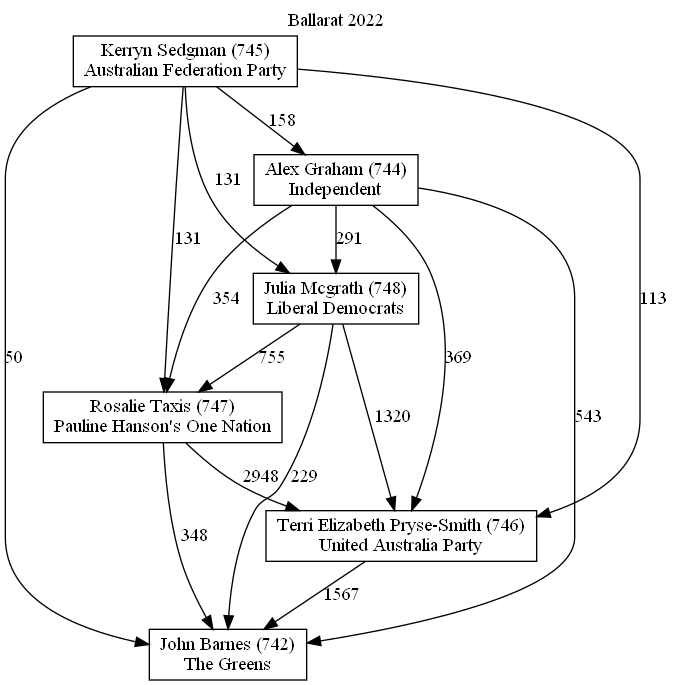 Ballarat 2022
Kerryn Sedgman (745)
Australian Federation Party
158
Alex Graham (744)
Independent
131
131
291
354
Julia Mcgrath (748)
Liberal Democrats
113
50
755
369
Rosalie Taxis (747)
Pauline Hanson's One Nation
1320
543
2948
229
Terri Elizabeth Pryse-Smith (746)
United Australia Party
348
1567
John Barnes (742)
The Greens